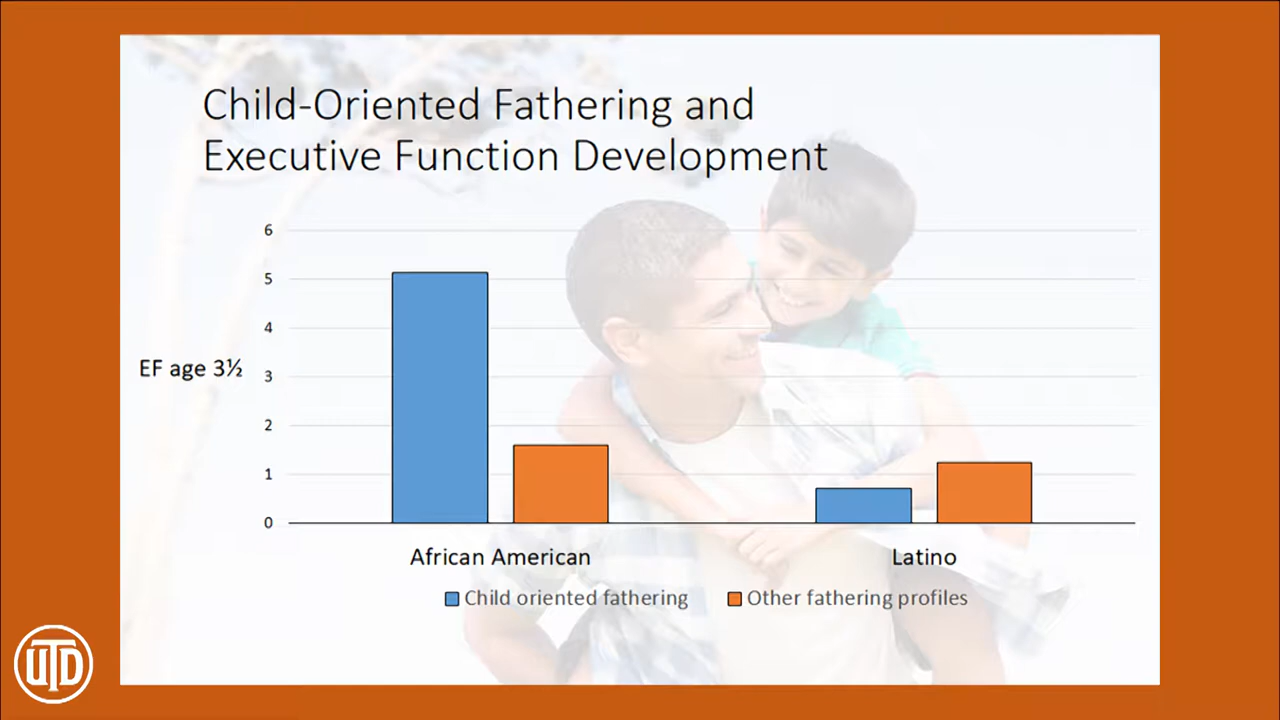 Child-Oriented Fathering and
Executive Function Development
6
5
4
EF age 3½
3
2
1
0
African American
Latino
Child oriented fathering
Other fathering profiles
UTD